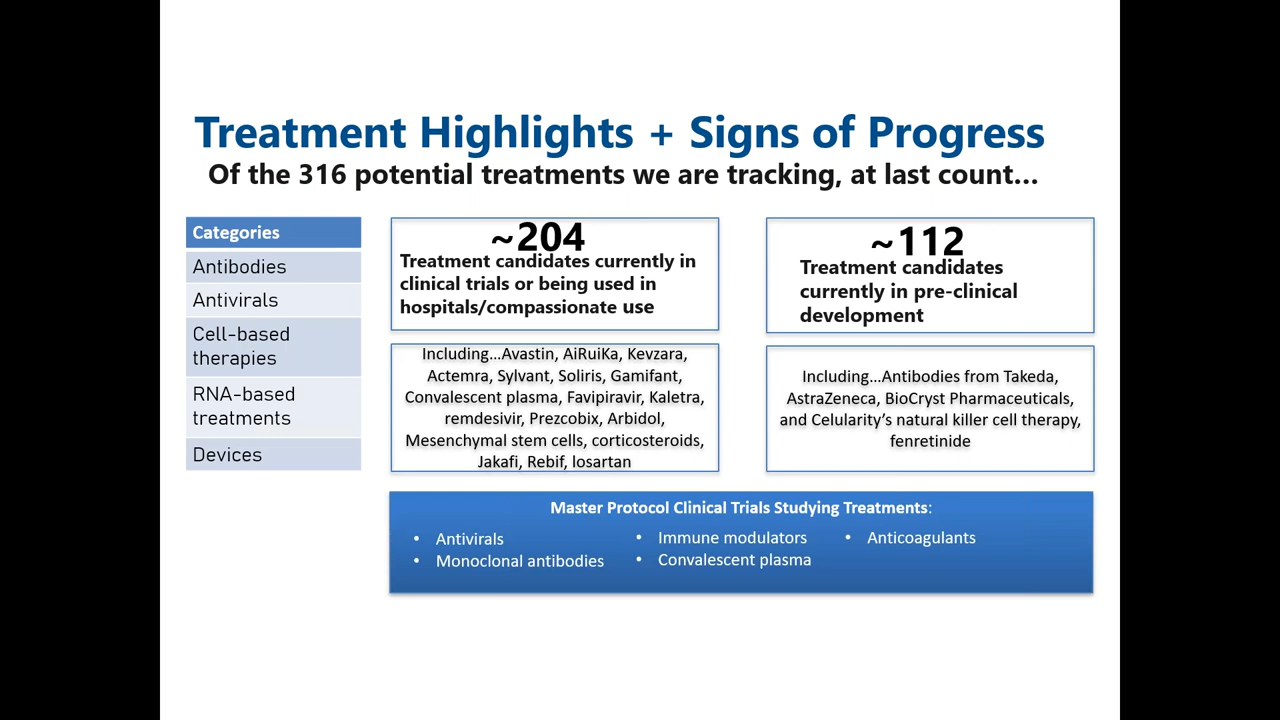 Treatment Highlights + Signs of Progress
Of the 316 potential treatments we are tracking, at last count…
Categories
Antibodies
Antivirals
Cell-based
therapies
RNA-based
treatments
Devices
~204
Treatment candidates currently in
clinical trials or being used in
hospitals/compassionate use
Including…Avastin, AiRuiKa, Kevzara,
Actemra, Sylvant, Soliris, Gamifant,
Convalescent plasma, Favipiravir, Kaletra,
remdesivir, Prezcobix, Arbidol,
Mesenchymal stem cells, corticosteroids,
Jakafi, Rebif, losartan
~112
Treatment candidates
currently in pre-clinical
development
Including…Antibodies from Takeda,
AstraZeneca, BioCryst Pharmaceuticals,
and Celularity’s natural killer cell therapy,
fenretinide
Master Protocol Clinical Trials Studying Treatments:
• Antivirals
• Monoclonal antibodies
• Immune modulators
• Convalescent plasma
• Anticoagulants